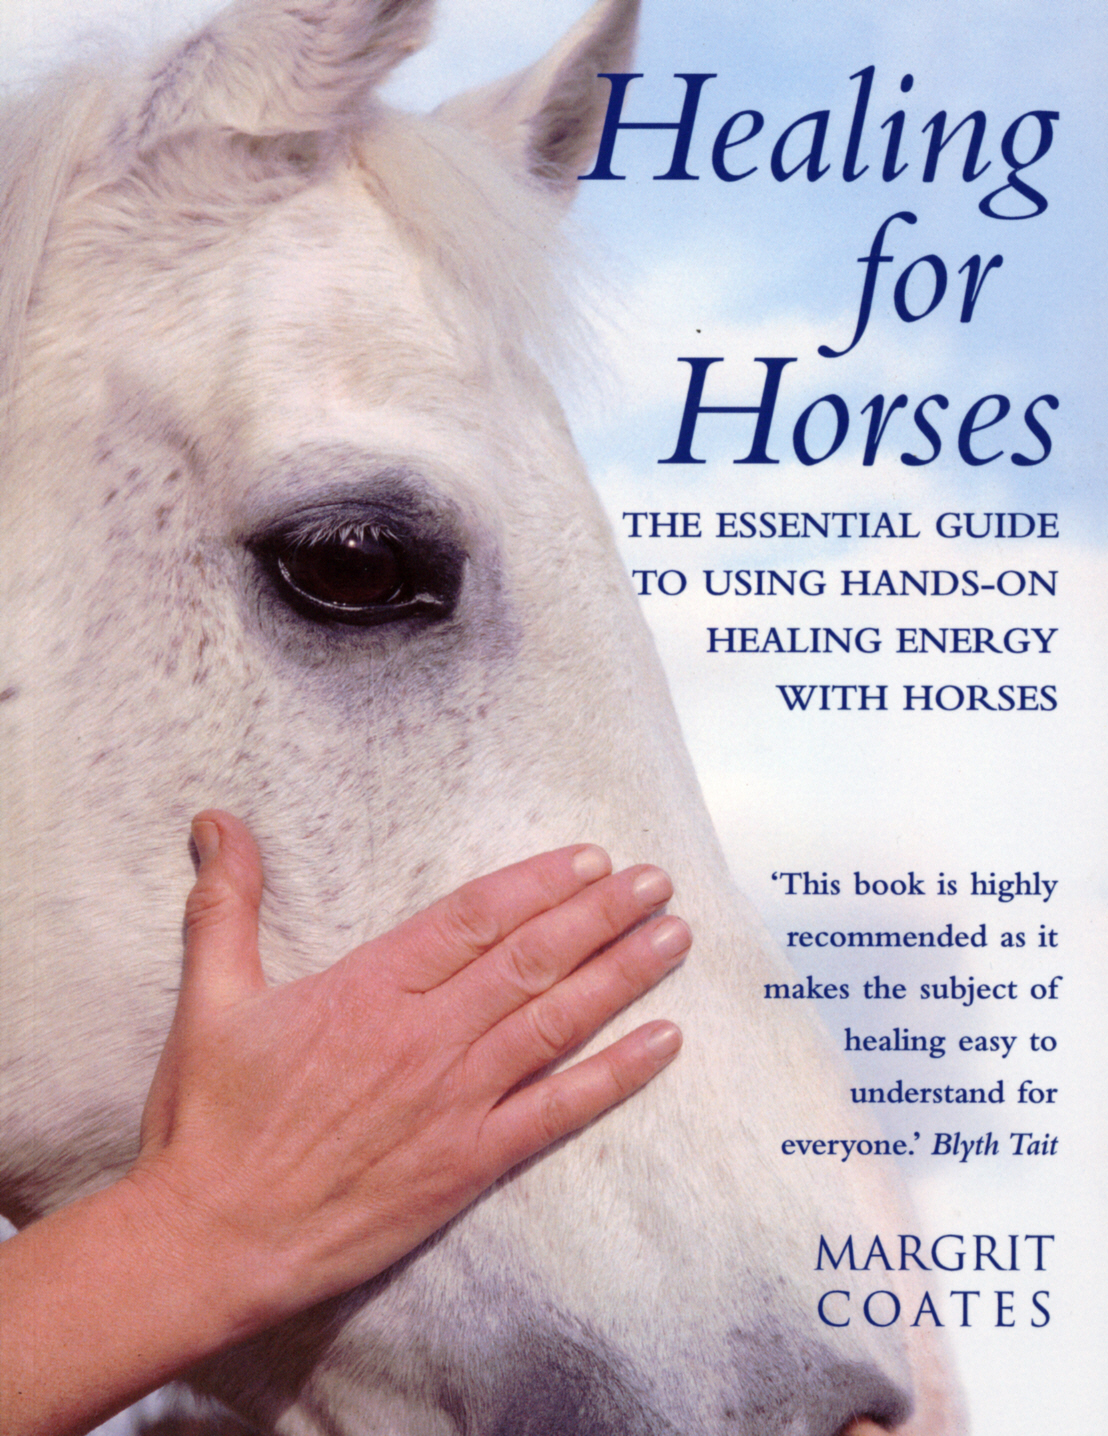 Healing
for
Horses
THE ESSENTIAL GUIDE
TO USING HANDS-ON
HEALING ENERGY
WITH HORSES
‘This book is highly
recommended as it
makes the subject of
healing easy to
understand for
everyone.’ Blyth Tait
MARGRIT
COATES